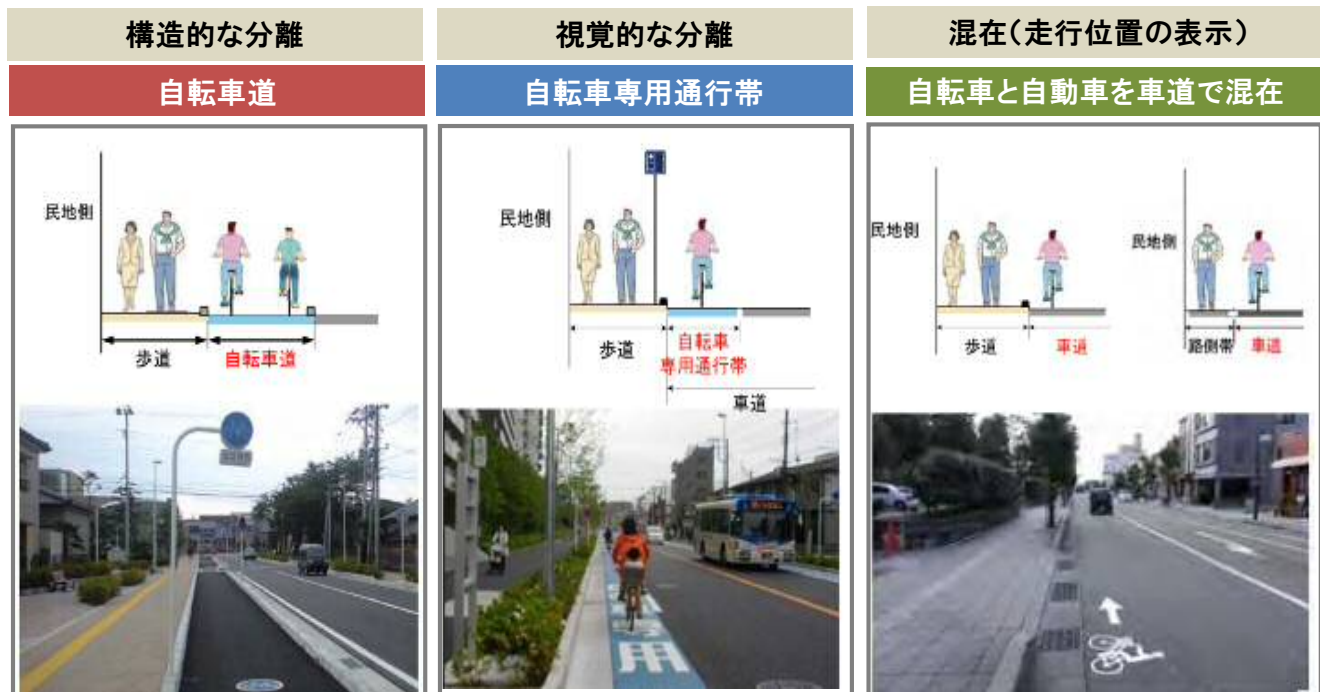 構造的な分離
自転車道
民地側
歩道
自転車道
視覚的な分離
自転車専用通行帯
民地側
歩道
自転車
専用通行帯
車道
用
混在（走行位置の表示）
自転車と自動車を車道で混在
民地側
歩道
車道
民地側
路側帯
車道